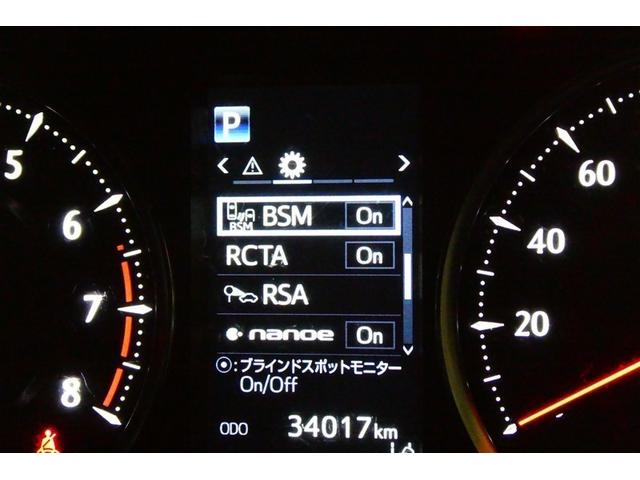 P
BSM BSM On
RCTA On
RSA
nanoe On
:ブラインドスポットモニター
On/Off
ODO 34017km
5
6
7
8
60
40
20